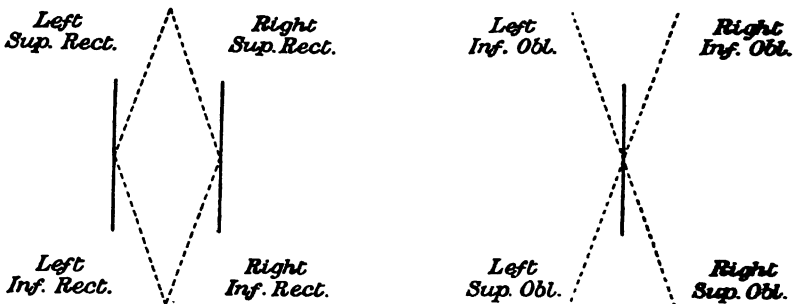 Left
Sup. Rect.
Right
Sup. Rect.
Left
Inf. Obl.
Right
Inf. Obl.
Left
Inf. Rect.
Right
Inf. Rect.
Left
Sup. Obl.
Right
Sup. Obl.